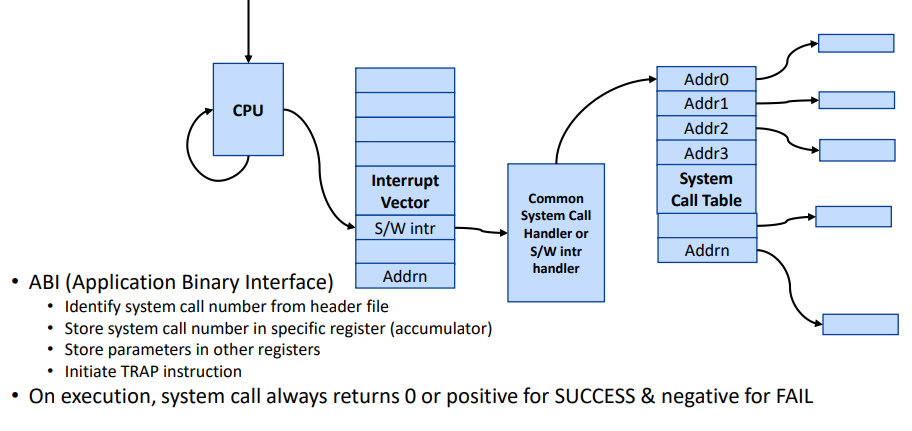 CPU
Interrupt
Vector
S/W intr
Addrn
Common
System Call
Handler or
S/W intr
handler
Addr0
Addr1
Addr2
Addr3
System
Call Table
Addrn
• ABI (Application Binary Interface)
• Identify system call number from header file
• Store system call number in specific register (accumulator)
• Store parameters in other registers
• Initiate TRAP instruction
• On execution, system call always returns 0 or positive for SUCCESS & negative for FAIL